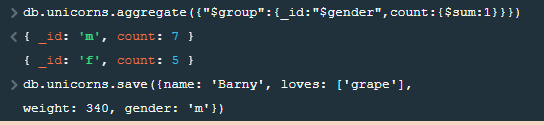 > db.unicorns.aggregate({"$group":{_id:"$gender",count:{$sum:1}}})
< { _id: 'm', count: 7 }
{ _id: 'f', count: 5 }
> db.unicorns.save({name: 'Barny', loves: ['grape'],
weight: 340, gender: 'm'})